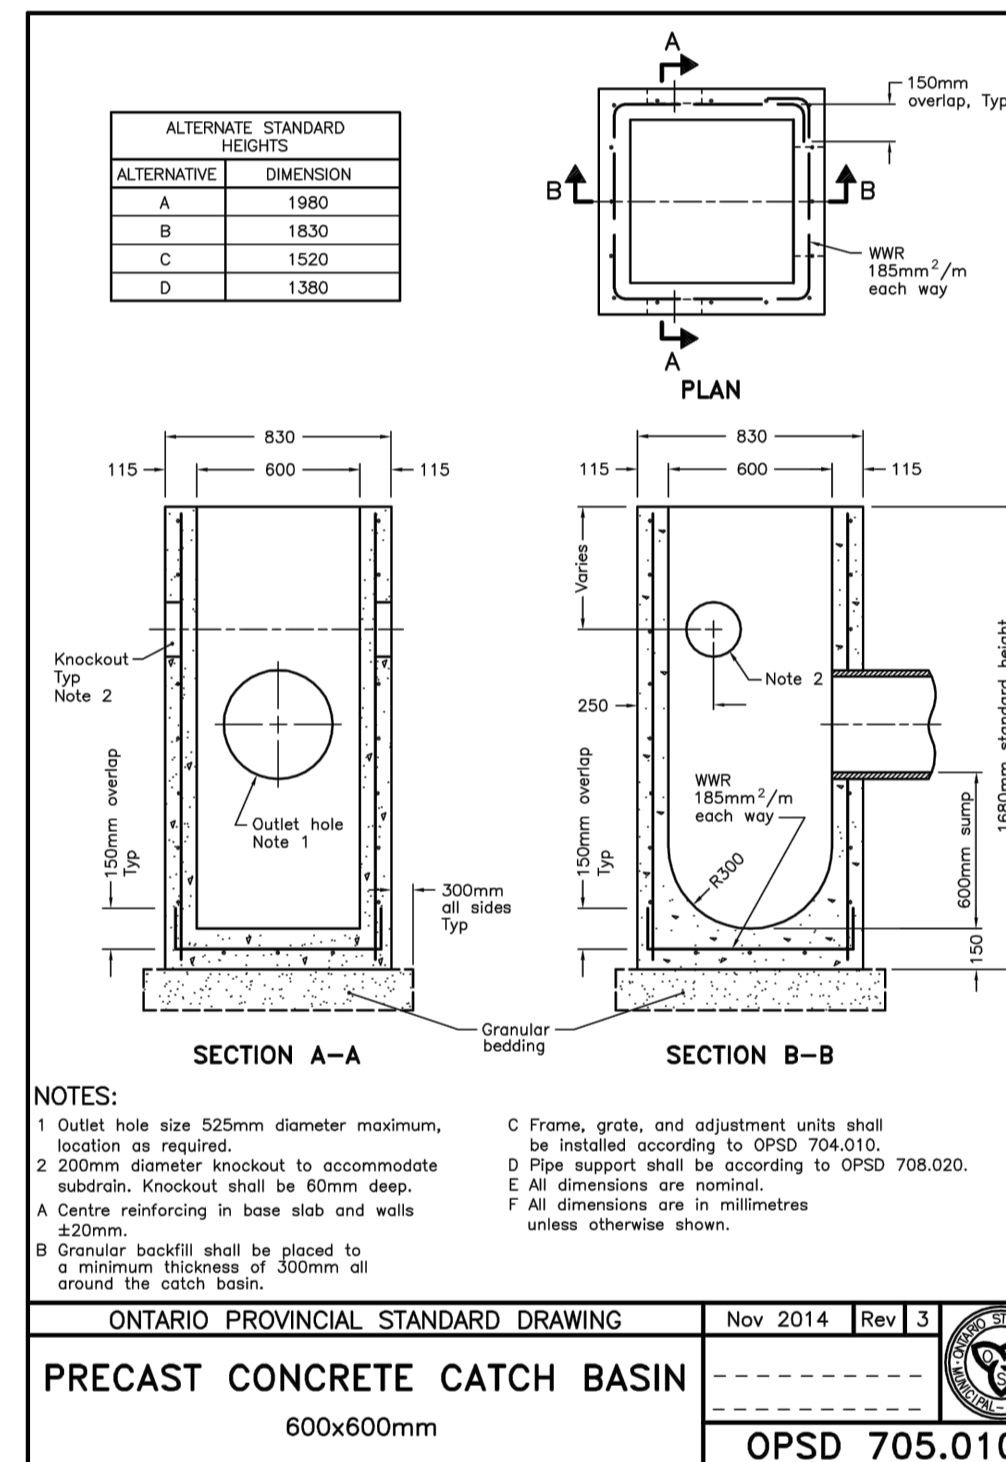 ALTERNATE STANDARD
HEIGHTS
ALTERNATIVE DIMENSION
A 1980
B 1830
C 1520
D 1380
A
150mm
overlap, Typ
B
B
WWR
185mm²/m
each way
A
PLAN
830
115 600 115
Knockout
Typ
Note 2
Outlet hole
Note 1
150mm overlap
Typ
300mm
all sides
Typ
SECTION A-A
830
115 600 115
Varies
Note 2
250
WWR
185mm²/m
each way
150mm overlap
Typ
R300
600mm sump
150
1680mm standard height
Granular
bedding
SECTION B-B
NOTES:
1 Outlet hole size 525mm diameter maximum,
location as required.
2 200mm diameter knockout to accommodate
subdrain. Knockout shall be 60mm deep.
A Centre reinforcing in base slab and walls
±20mm.
B Granular backfill shall be placed to
a minimum thickness of 300mm all
around the catch basin.
C Frame, grate, and adjustment units shall
be installed according to OPSD 704.010.
D Pipe support shall be according to OPSD 708.020.
E All dimensions are nominal.
F All dimensions are in millimetres
unless otherwise shown.
ONTARIO PROVINCIAL STANDARD DRAWING
Nov 2014 Rev 3
PRECAST CONCRETE CATCH BASIN
600x600mm
OPSD 705.010